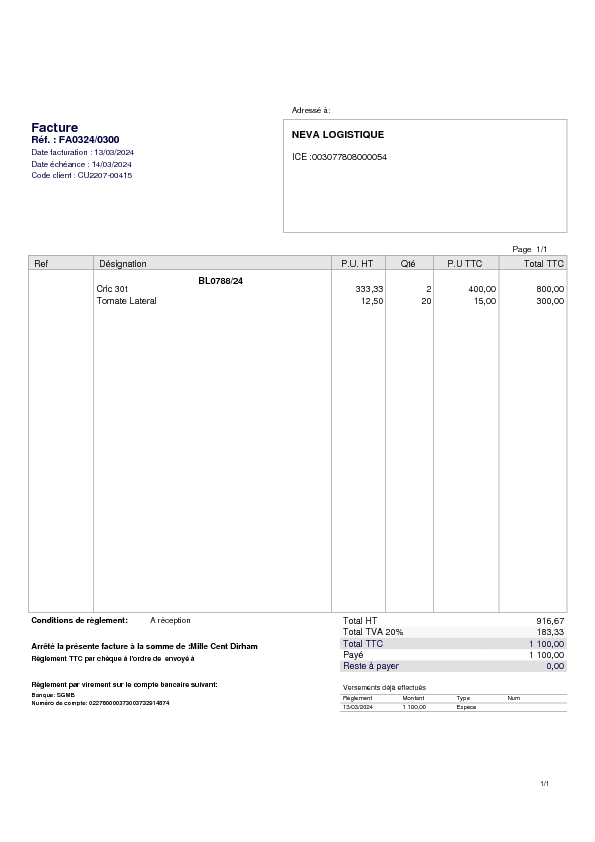 Adressé à:
Facture
Réf. : FA0324/0300
Date facturation : 13/03/2024
Date échéance : 14/03/2024
Code client : CU2207-00415
NEVA LOGISTIQUE
ICE :003077808000054
Page 1/1
Ref Désignation P.U. HT Qté P.U TTC Total TTC
BL0788/24
Cric 30t 333,33 2 400,00 800,00
Tomate Lateral 12,50 20 15,00 300,00
Conditions de règlement: A réception
Total HT 916,67
Total TVA 20% 183,33
Total TTC 1 100,00
Payé 1 100,00
Reste à payer 0,00
Arrêté la présente facture à la somme de :Mille Cent Dirham
Règlement TTC par chèque à l'ordre de envoyé à
Règlement par virement sur le compte bancaire suivant:
Banque: SGMB
Numéro de compte:
Versements déjà effectués
Règlement Montant Type Num
13/03/2024 1 100,00 Espèce
1/1